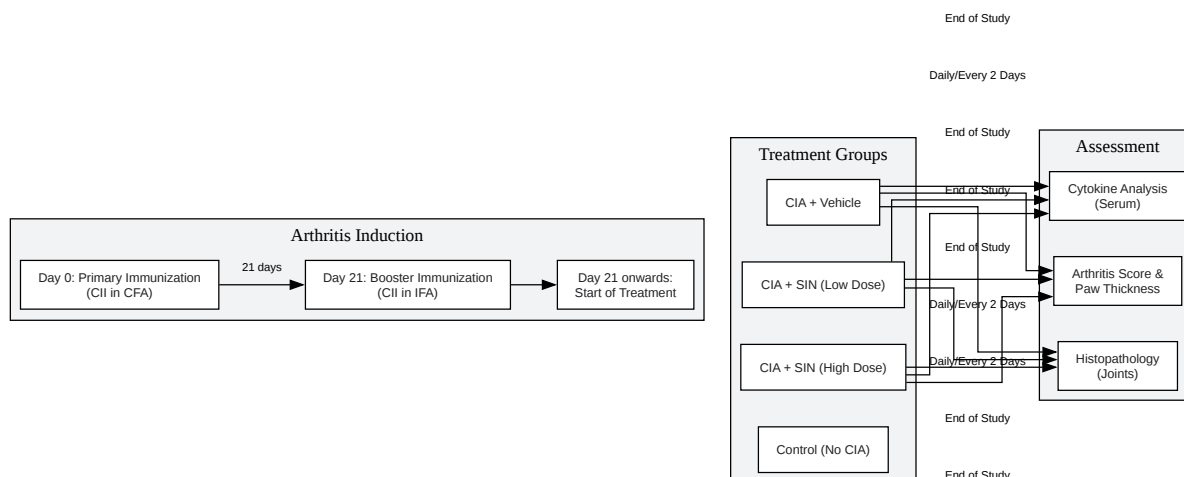 Arthritis Induction
Day 0: Primary Immunization
(CII in CFA)
21 days
Day 21: Booster Immunization
(CII in IFA)
Day 21 onwards:
Start of Treatment
Treatment Groups
CIA + Vehicle
CIA + SIN (Low Dose)
CIA + SIN (High Dose)
Control (No CIA)
End of Study
Daily/Every 2 Days
End of Study
End of Study
End of Study
Daily/Every 2 Days
Daily/Every 2 Days
End of Study
End of Study
Assessment
Cytokine Analysis
(Serum)
Arthritis Score &
Paw Thickness
Histopathology
(Joints)